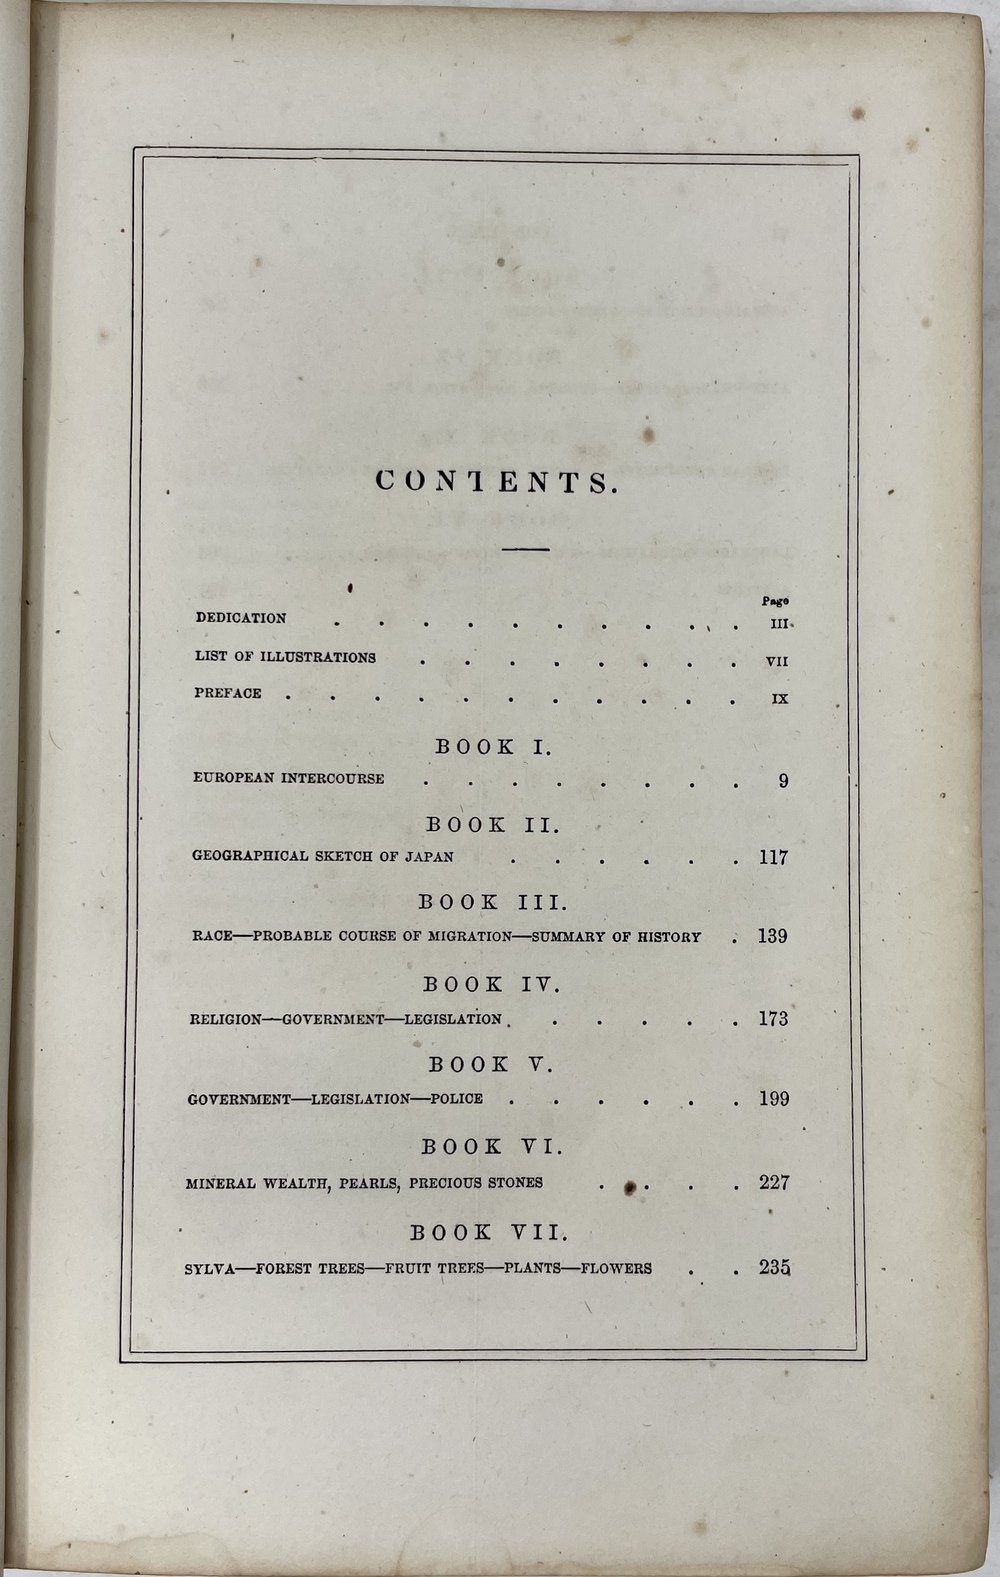 CONTENTS.
Page
DEDICATION . . . . . . . . . . III.
LIST OF ILLUSTRATIONS . . . . . . . . VII
PREFACE . . . . . . . . . . . IX
BOOK I.
EUROPEAN INTERCOURSE . . . . . . . . 9
BOOK II.
GEOGRAPHICAL SKETCH OF JAPAN . . . . . . 117
BOOK III.
RACE—PROBABLE COURSE OF MIGRATION—SUMMARY OF HISTORY . 139
BOOK IV.
RELIGION—GOVERNMENT—LEGISLATION . . . . . . 173
BOOK V.
GOVERNMENT—LEGISLATION—POLICE . . . . . . 199
BOOK VI.
MINERAL WEALTH, PEARLS, PRECIOUS STONES . . . . 227
BOOK VII.
SYLVA—FOREST TREES—FRUIT TREES—PLANTS—FLOWERS . . 235